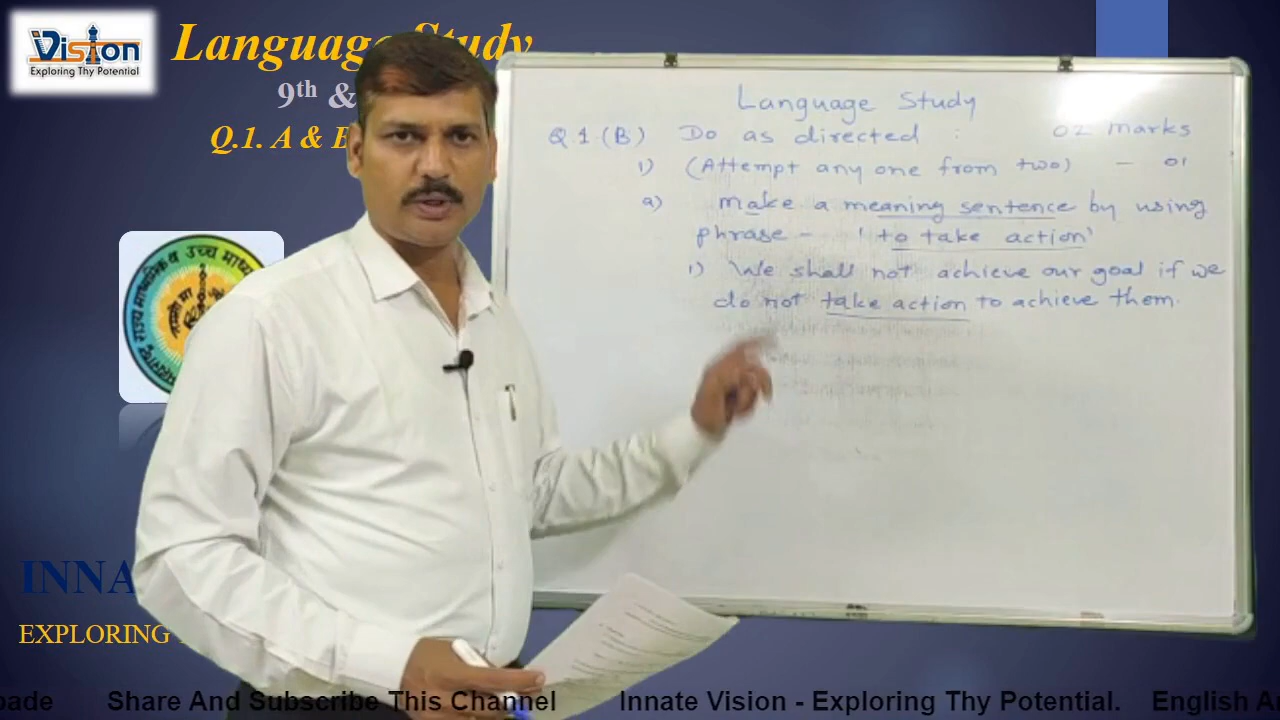 Vision
Exploring Thy Potential
Language Study
9th &
Q.1. A & B
Language Study
Q.1.(B) Do as directed : 02 Marks
1) (Attempt any one from two) - 01
a) make a meaning sentence by using
phrase - 'to take action'
1) We shall not achieve our goal if we
do not take action to achieve them.
INNA
EXPLORING
pade Share And Subscribe This Channel Innate Vision - Exploring Thy Potential. English A